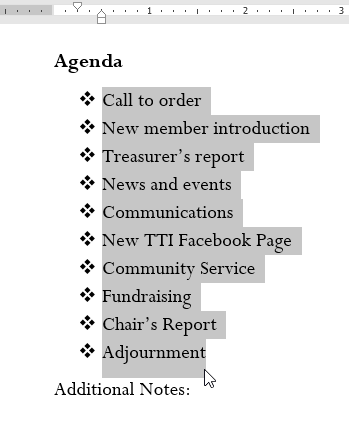 1 2 3
Agenda
❖ Call to order
❖ New member introduction
❖ Treasurer’s report
❖ News and events
❖ Communications
❖ New TTI Facebook Page
❖ Community Service
❖ Fundraising
❖ Chair’s Report
❖ Adjournment
Additional Notes: